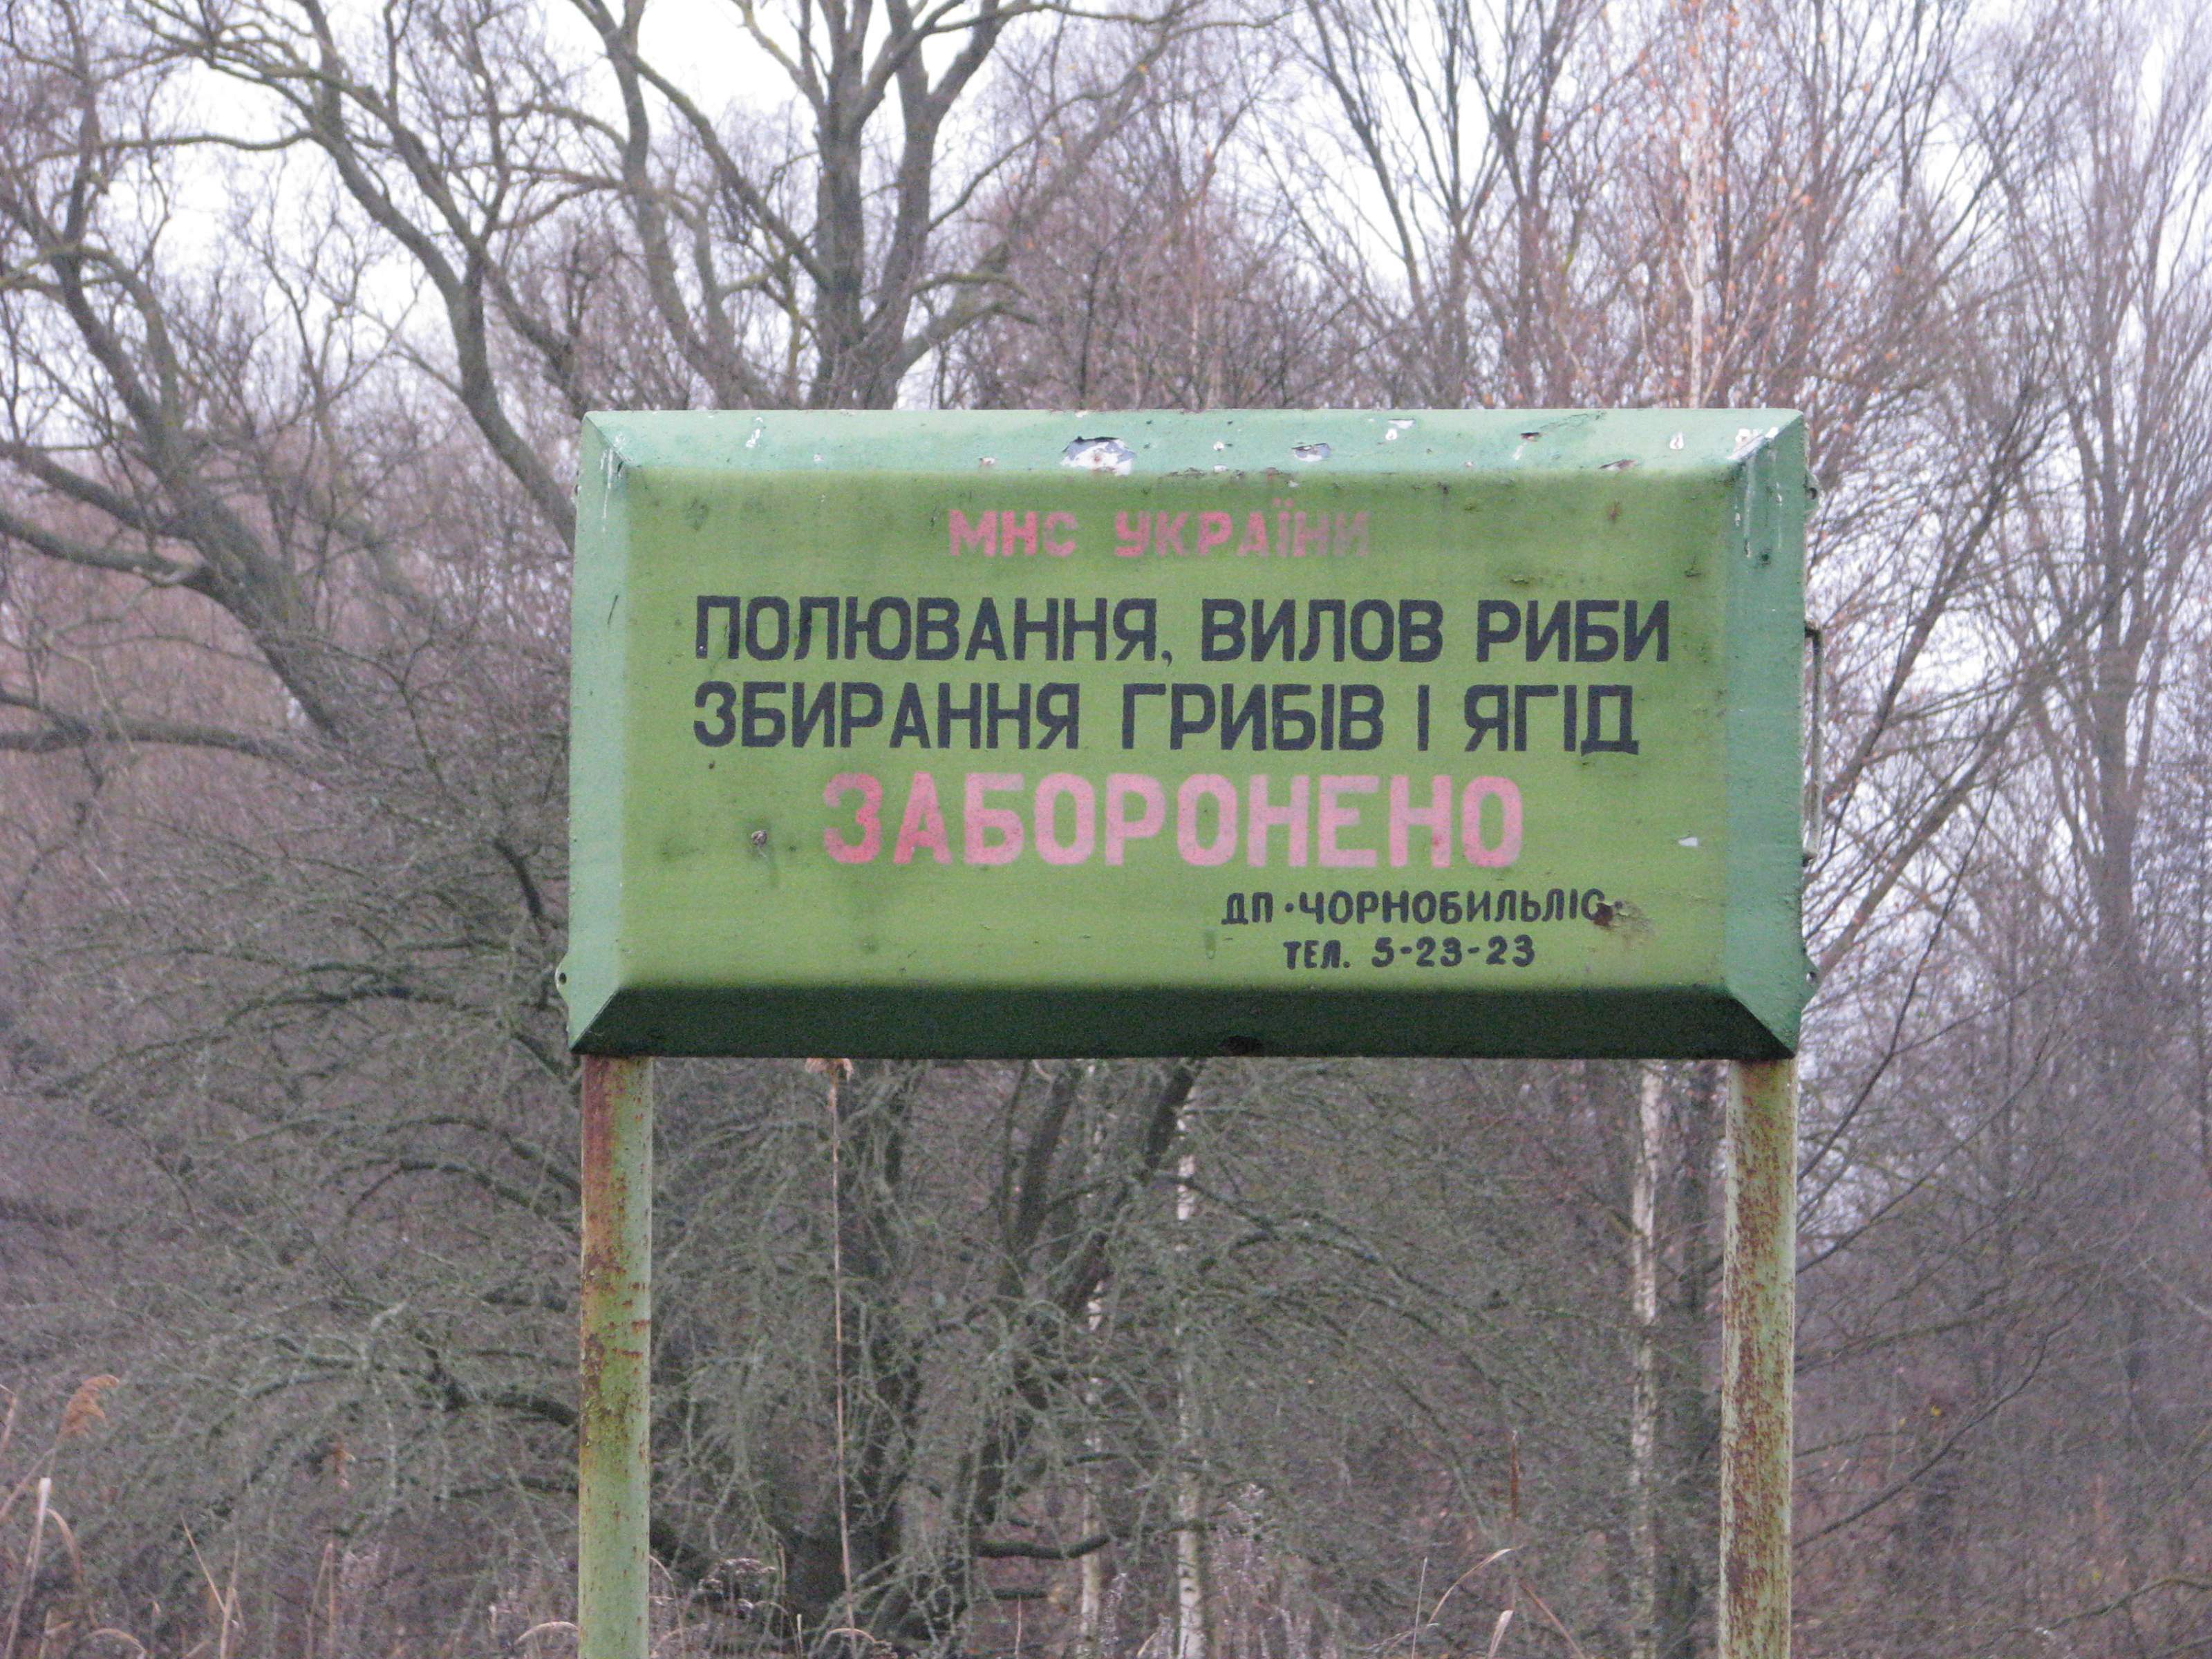 МНС УКРАЇНИ
ПОЛЮВАННЯ, ВИЛОВ РИБИ
ЗБИРАННЯ ГРИБІВ І ЯГІД
ЗАБОРОНЕНО
ДП •ЧОРНОБИЛЬЛІС•
ТЕЛ. 5-23-23